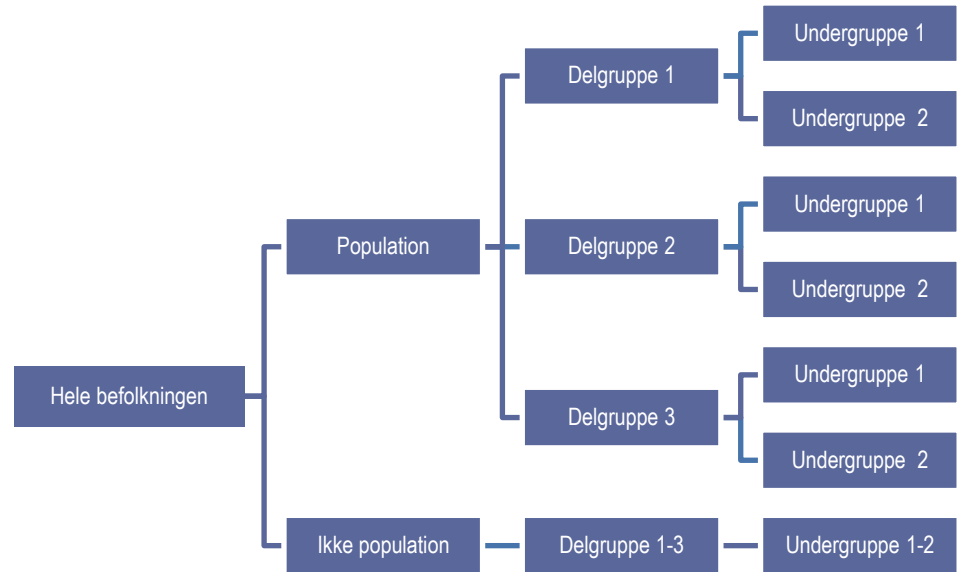 Undergruppe 1
Delgruppe 1
Undergruppe 2
Undergruppe 1
Population
Delgruppe 2
Undergruppe 2
Undergruppe 1
Hele befolkningen
Delgruppe 3
Undergruppe 2
Ikke population
Delgruppe 1-3
Undergruppe 1-2